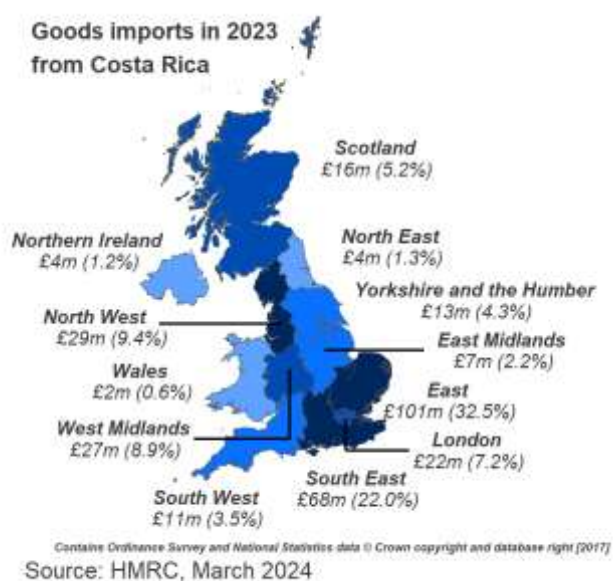 Goods imports in 2023
from Costa Rica
Scotland
£16m (5.2%)
Northern Ireland
£4m (1.2%)
North East
£4m (1.3%)
Yorkshire and the Humber
£13m (4.3%)
North West
£29m (9.4%)
East Midlands
£7m (2.2%)
Wales
£2m (0.6%)
East
£101m (32.5%)
West Midlands
£27m (8.9%)
London
£22m (7.2%)
South East
£68m (22.0%)
South West
£11m (3.5%)
Contains Ordinance Survey and National Statistics data © Crown copyright and database right [2017]
Source: HMRC, March 2024